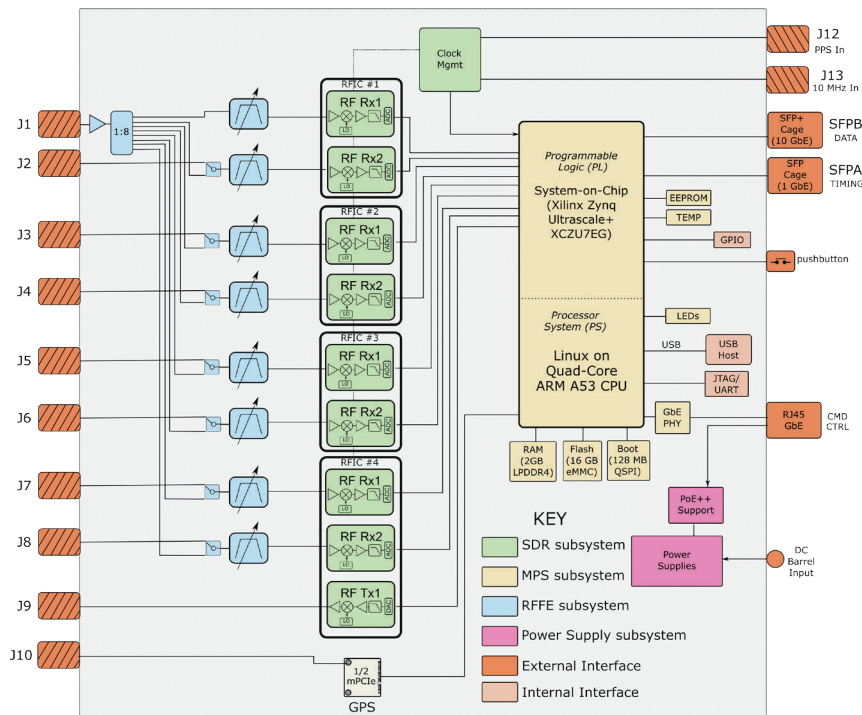 J12
PPS In
J13
10 MHz In
Clock
Mgmt
RFIC #1
RF Rx1
ADC
LO
RF Rx2
ADC
LO
J1
1:8
J2
J3
J4
J5
J6
J7
J8
J9
J10
RFIC #2
RF Rx1
ADC
LO
RF Rx2
ADC
LO
RFIC #3
RF Rx1
ADC
LO
RF Rx2
ADC
LO
RFIC #4
RF Rx1
ADC
LO
RF Rx2
ADC
LO
RF Tx1
DAC
LO
1/2
mPCIe
GPS
Programmable
Logic (PL)
System-on-Chip
(Xilinx Zynq
Ultrascale+
XCZU7EG)
Processor
System (PS)
Linux on
Quad-Core
ARM A53 CPU
RAM
(2GB
LPDDR4)
Flash
(16 GB
eMMC)
Boot
(128 MB
QSPI)
SFP+
Cage
(10 GbE)
SFPB
DATA
SFP
Cage
(1 GbE)
SFPA
TIMING
EEPROM
TEMP
GPIO
pushbutton
LEDs
USB
USB
Host
JTAG/
UART
GbE
PHY
RJ45
GbE
CMD
CTRL
PoE++
Support
Power
Supplies
DC
Barrel
Input
KEY
SDR subsystem
MPS subsystem
RFFE subsystem
Power Supply subsystem
External Interface
Internal Interface